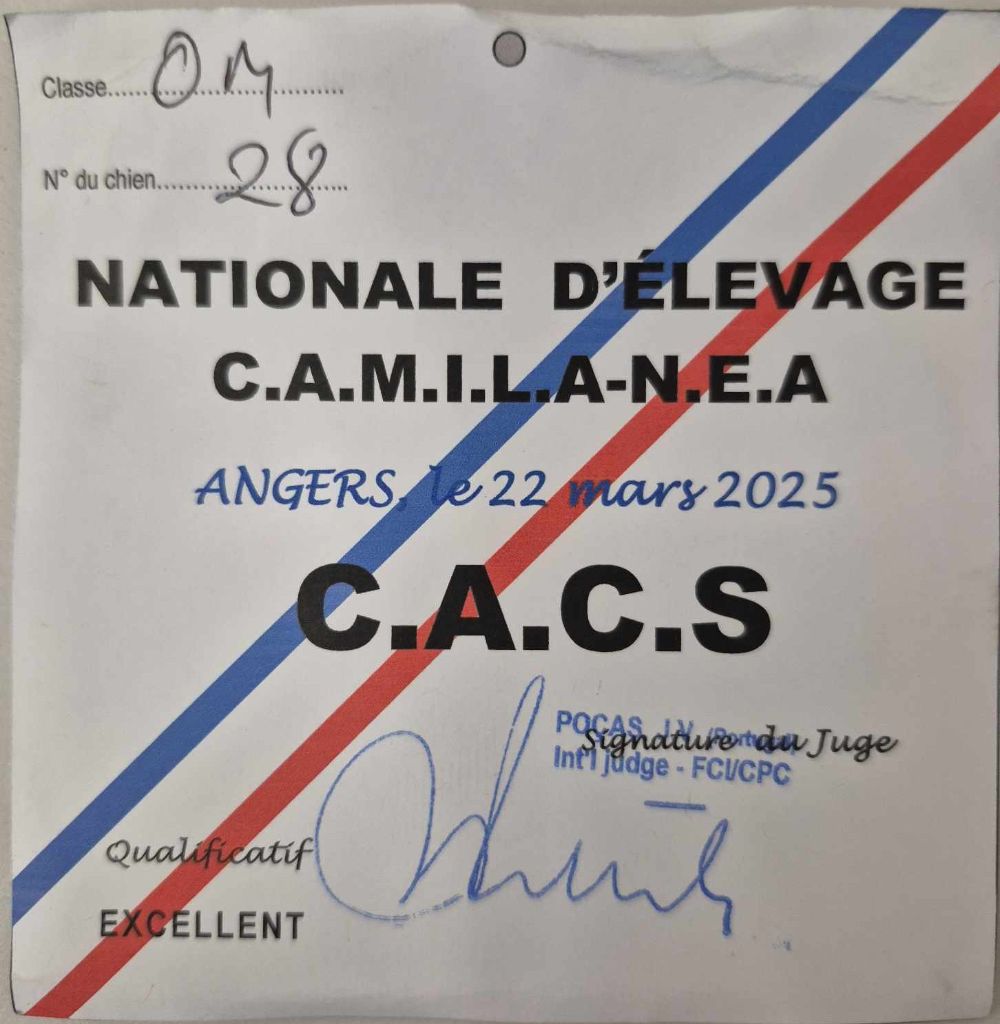 Classe.....OM..........
N° du chien.....28.....
NATIONALE D'ÉLEVAGE
C.A.M.I.L.A-N.E.A
ANGERS, le 22 mars 2025
C.A.C.S
POCAS J.V. (Portugal)
Signature du Juge
Int'l judge - FCI/CPC
Qualificatif
EXCELLENT